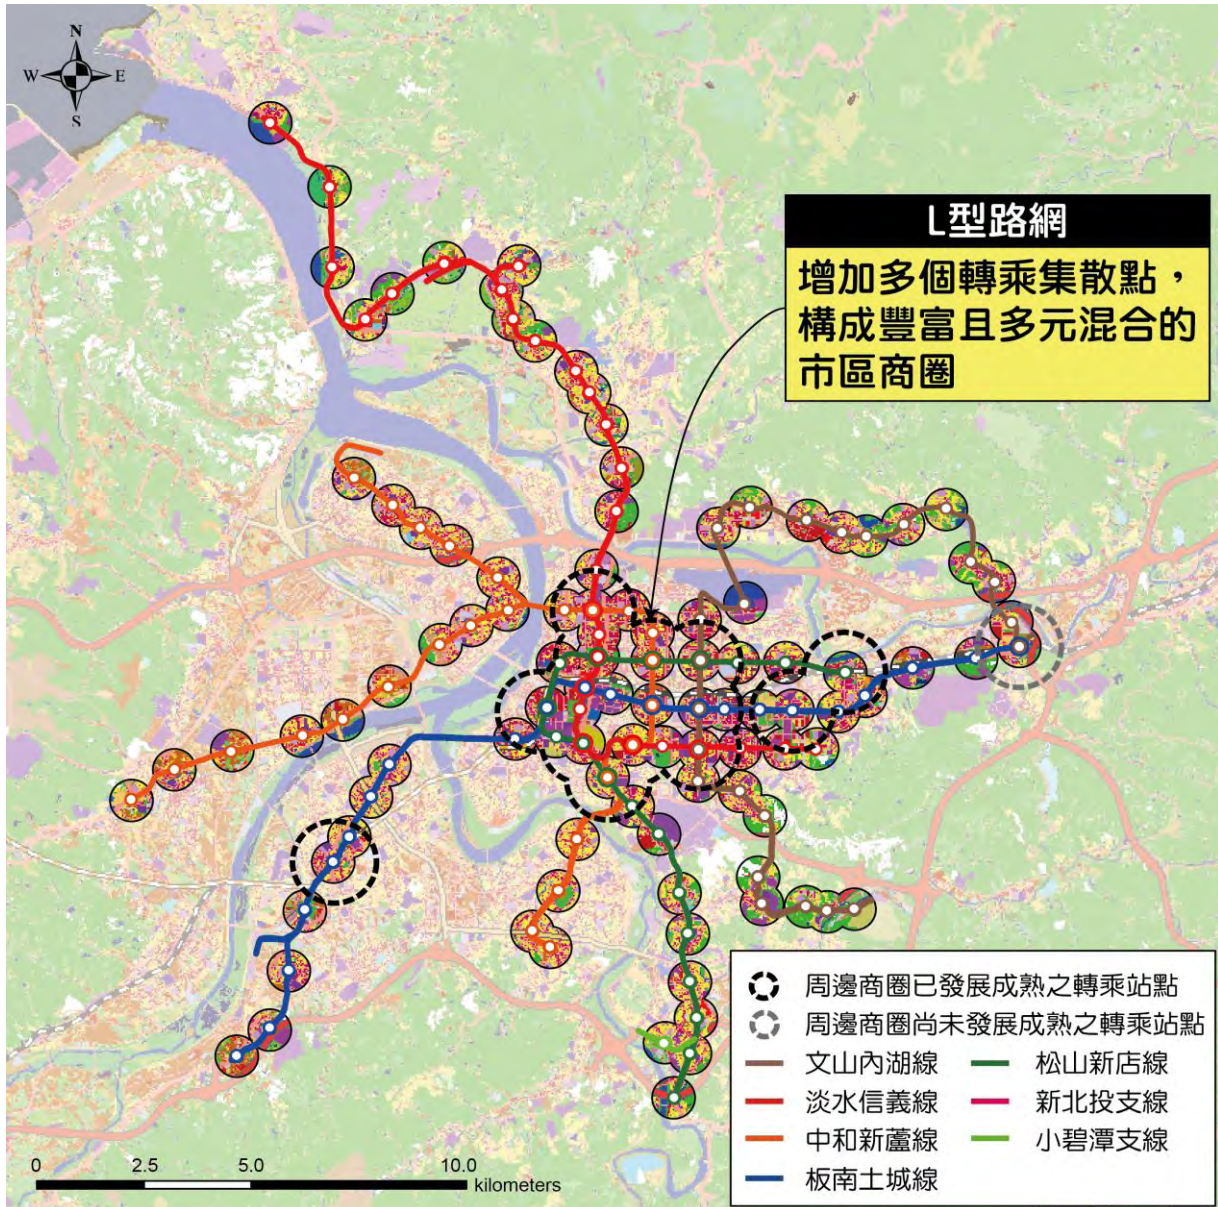 N
W E
S
L型路網
增加多個轉乘集散點，
構成豐富且多元混合的
市區商圈
周邊商圈已發展成熟之轉乘站點
周邊商圈尚未發展成熟之轉乘站點
文山內湖線 松山新店線
淡水信義線 新北投支線
中和新蘆線 小碧潭支線
板南土城線
0 2.5 5.0 10.0
kilometers